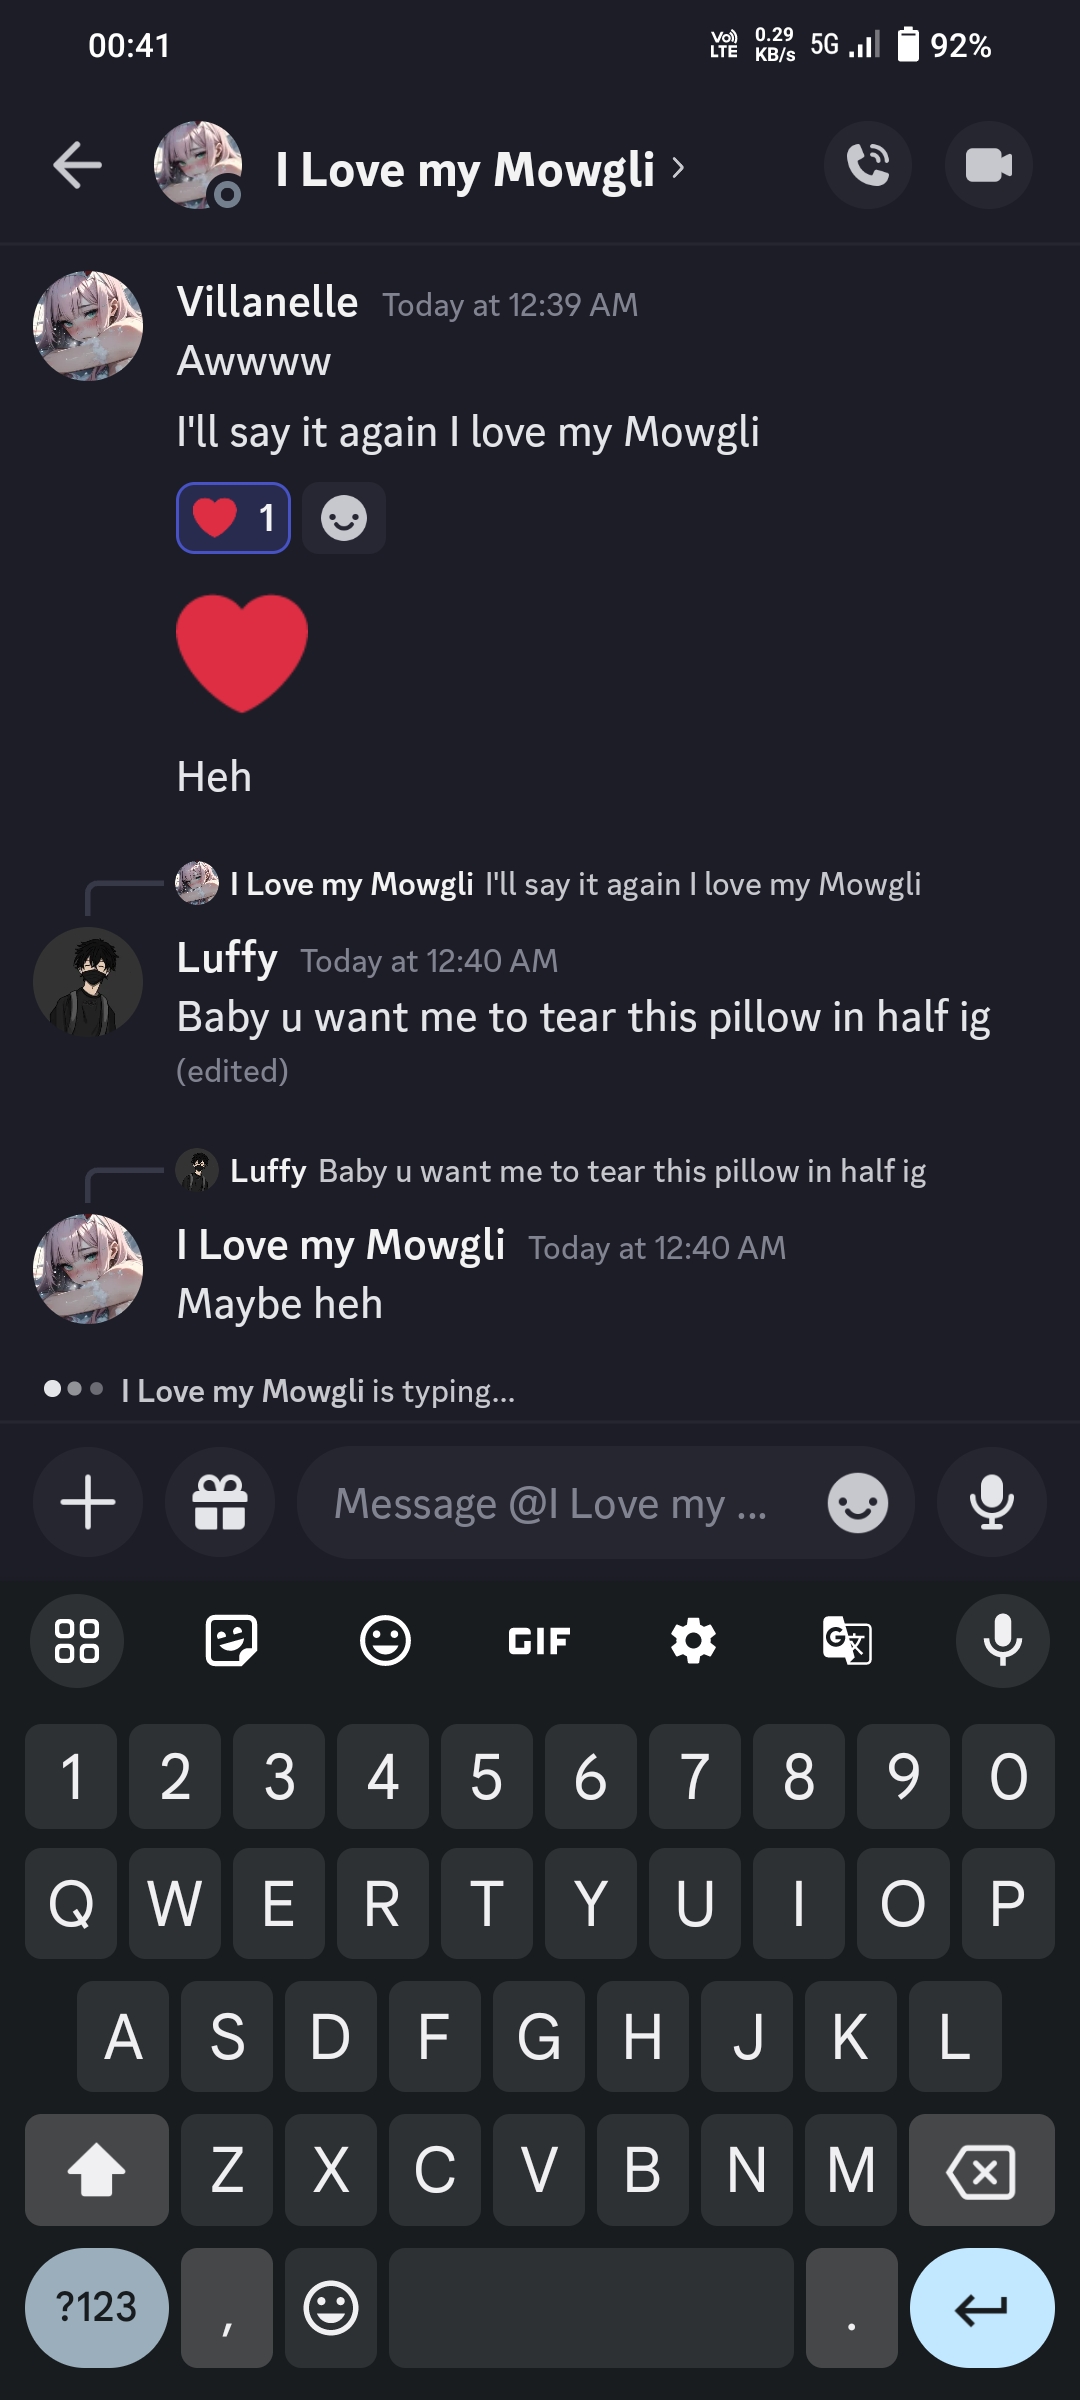 00:41
Vo) LTE 0.29 KB/s 5G 92%
I Love my Mowgli
Villanelle Today at 12:39 AM
Awwww
I'll say it again I love my Mowgli
1
Heh
I Love my Mowgli I'll say it again I love my Mowgli
Luffy Today at 12:40 AM
Baby u want me to tear this pillow in half ig
(edited)
Luffy Baby u want me to tear this pillow in half ig
I Love my Mowgli Today at 12:40 AM
Maybe heh
I Love my Mowgli is typing...
Message @I Love my ...
GIF G文
1 2 3 4 5 6 7 8 9 0
Q W E R T Y U I O P
A S D F G H J K L
Z X C V B N M
?123 , .